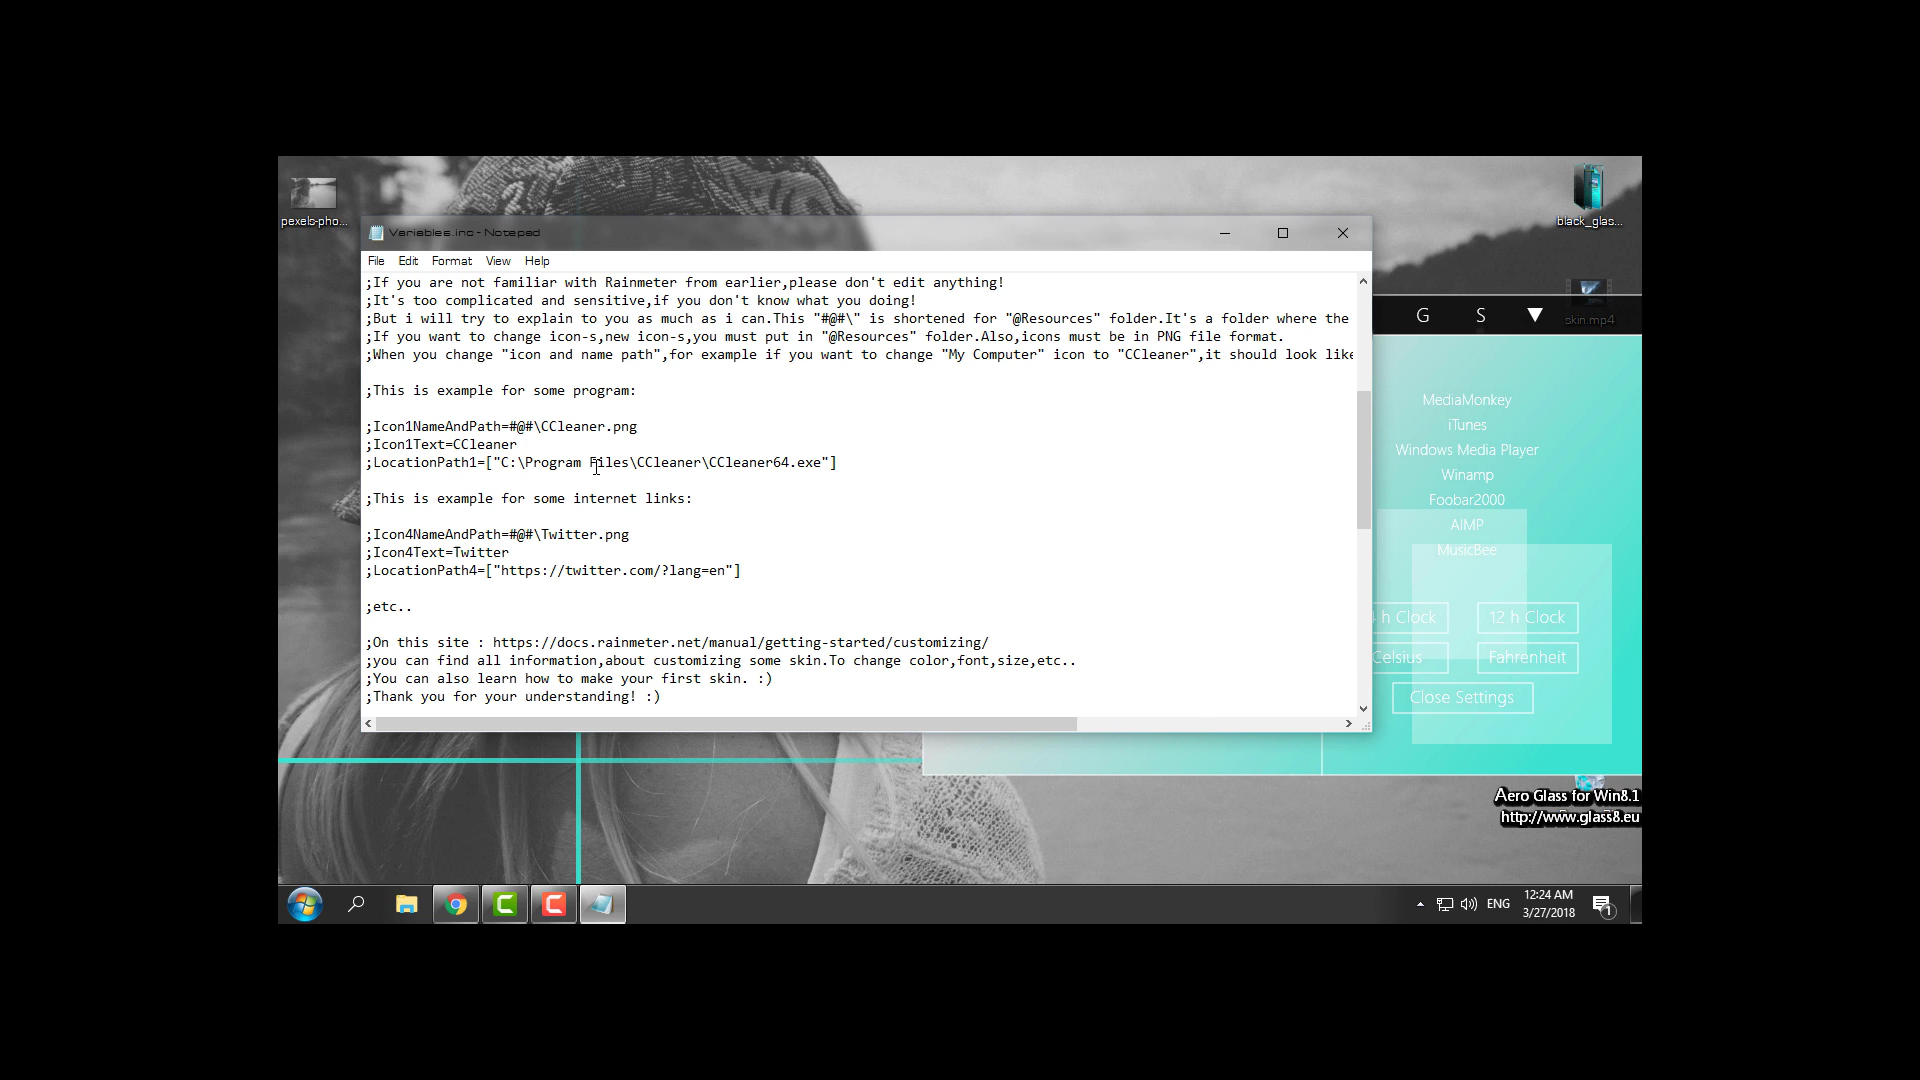 pexels-pho...
black_glas...
Variables.inc - Notepad
File Edit Format View Help
;If you are not familiar with Rainmeter from earlier,please don't edit anything!
;It's too complicated and sensitive,if you don't know what you doing!
;But i will try to explain to you as much as i can.This "#@#\" is shortened for "@Resources" folder.It's a folder where the
;If you want to change icon-s,new icon-s,you must put in "@Resources" folder.Also,icons must be in PNG file format.
;When you change "icon and name path",for example if you want to change "My Computer" icon to "CCleaner",it should look like
;This is example for some program:
;Icon1NameAndPath=#@#\CCleaner.png
;Icon1Text=CCleaner
;LocationPath1=["C:\Program Files\CCleaner\CCleaner64.exe"]
;This is example for some internet links:
;Icon4NameAndPath=#@#\Twitter.png
;Icon4Text=Twitter
;LocationPath4=["https://twitter.com/?lang=en"]
;etc..
;On this site : https://docs.rainmeter.net/manual/getting-started/customizing/
;you can find all information,about customizing some skin.To change color,font,size,etc..
;You can also learn how to make your first skin. :)
;Thank you for your understanding! :)
G S
skin.mp4
MediaMonkey
iTunes
Windows Media Player
Winamp
Foobar2000
AIMP
MusicBee
h Clock 12 h Clock
Celsius Fahrenheit
Close Settings
Aero Glass for Win8.1
http://www.glass8.eu
ENG
12:24 AM
3/27/2018
1